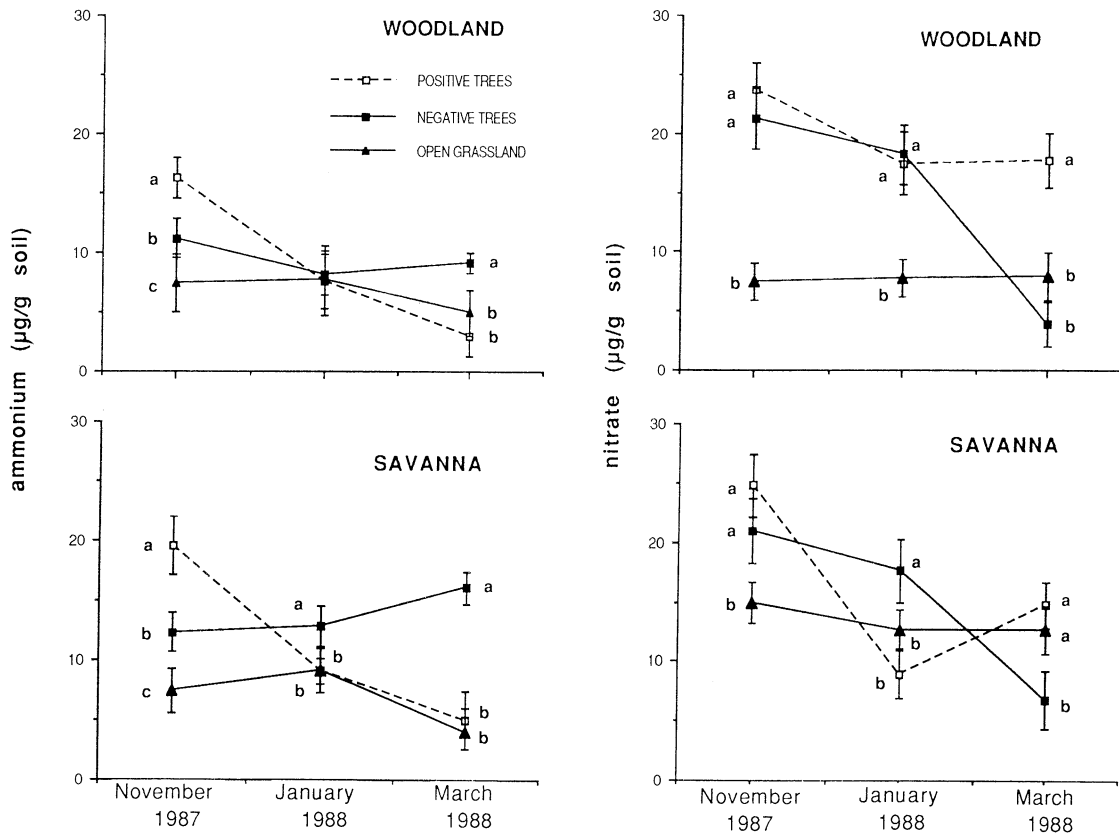 WOODLAND
POSITIVE TREES
NEGATIVE TREES
OPEN GRASSLAND
30
20
10
0
a
b
c
a
b
b
ammonium (µg/g soil)
SAVANNA
30
20
10
0
a
b
c
a
b
b
a
b
b
November
1987
January
1988
March
1988
WOODLAND
30
20
10
0
a
a
b
a
a
b
a
b
b
nitrate (µg/g soil)
SAVANNA
30
20
10
0
a
a
b
a
b
b
a
a
b
November
1987
January
1988
March
1988